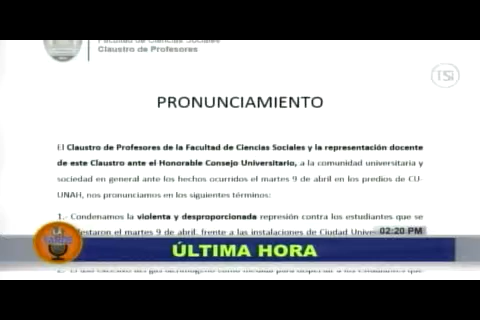 Facultad de Ciencias Sociales
Claustro de Profesores
TSi
PRONUNCIAMIENTO
El Claustro de Profesores de la Facultad de Ciencias Sociales y la representación docente
de este Claustro ante el Honorable Consejo Universitario, a la comunidad universitaria y
sociedad en general ante los hechos ocurridos el martes 9 de abril en los predios de CU-
UNAH, nos pronunciamos en los siguientes términos:
1.- Condenamos la violenta y desproporcionada represión contra los estudiantes que se
festaron el martes 9 de abril, frente a las instalaciones de Ciudad
02:20 PM
ÚLTIMA HORA